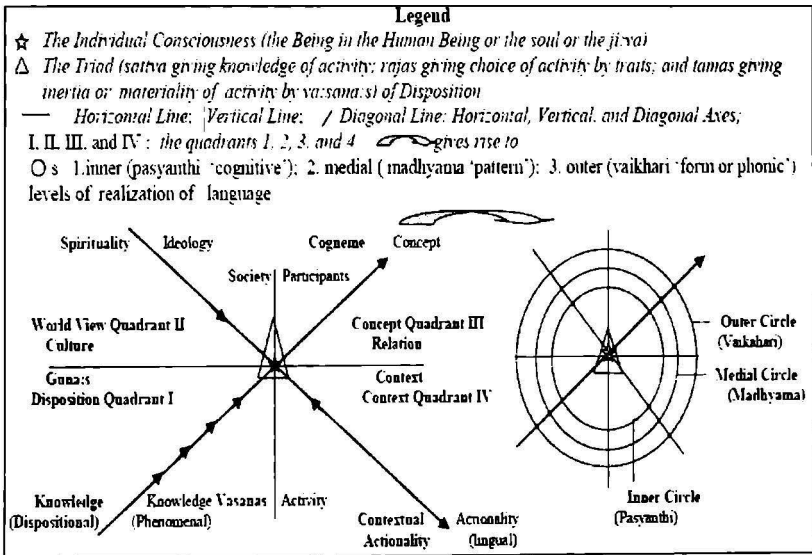 Legend
☆ The Individual Consciousness (the Being in the Human Being or the soul or the ji:va)
△ The Triad (sattva giving knowledge of activity; rajas giving choice of activity by traits; and tamas giving
inertia or materiality of activity by va:sana:s) of Disposition
— Horizontal Line; | Vertical Line; / Diagonal Line: Horizontal, Vertical, and Diagonal Axes;
I, II, III, and IV : the quadrants 1, 2, 3, and 4 gives rise to
O s 1.inner (pasyanthi 'cognitive'); 2. medial ( madhyama 'pattern'); 3. outer (vaikhari 'form or phonic')
levels of realization of language
Spirituality Ideology Cogneme Concept
Society Participants
World View Quadrant II Concept Quadrant III
Culture Relation
Guna:s Context
Disposition Quadrant I Context Quadrant IV
Knowledge Knowledge Vasanas Activity
(Dispositional) (Phenomenal)
Contextual Actionality
Actionality (lingual)
Outer Circle
(Vaikahari)
Medial Circle
(Madhyama)
Inner Circle
(Pasyanthi)